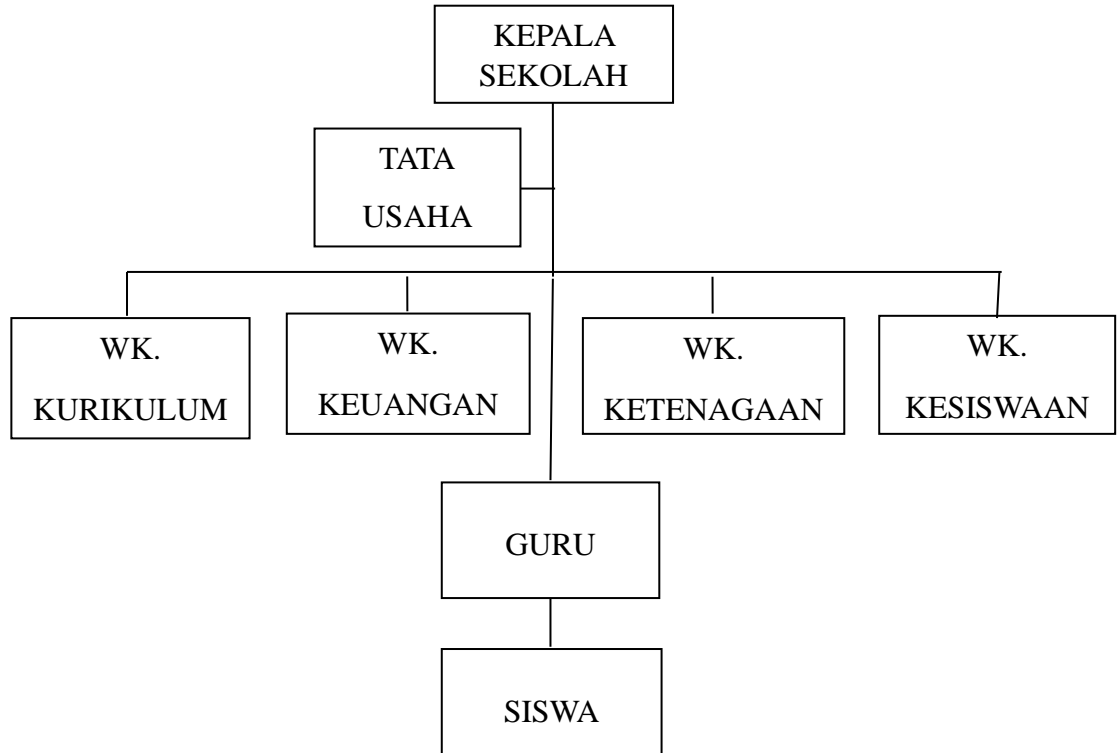 KEPALA
SEKOLAH
TATA
USAHA
WK.
KURIKULUM
WK.
KEUANGAN
WK.
KETENAGAAN
WK.
KESISWAAN
GURU
SISWA